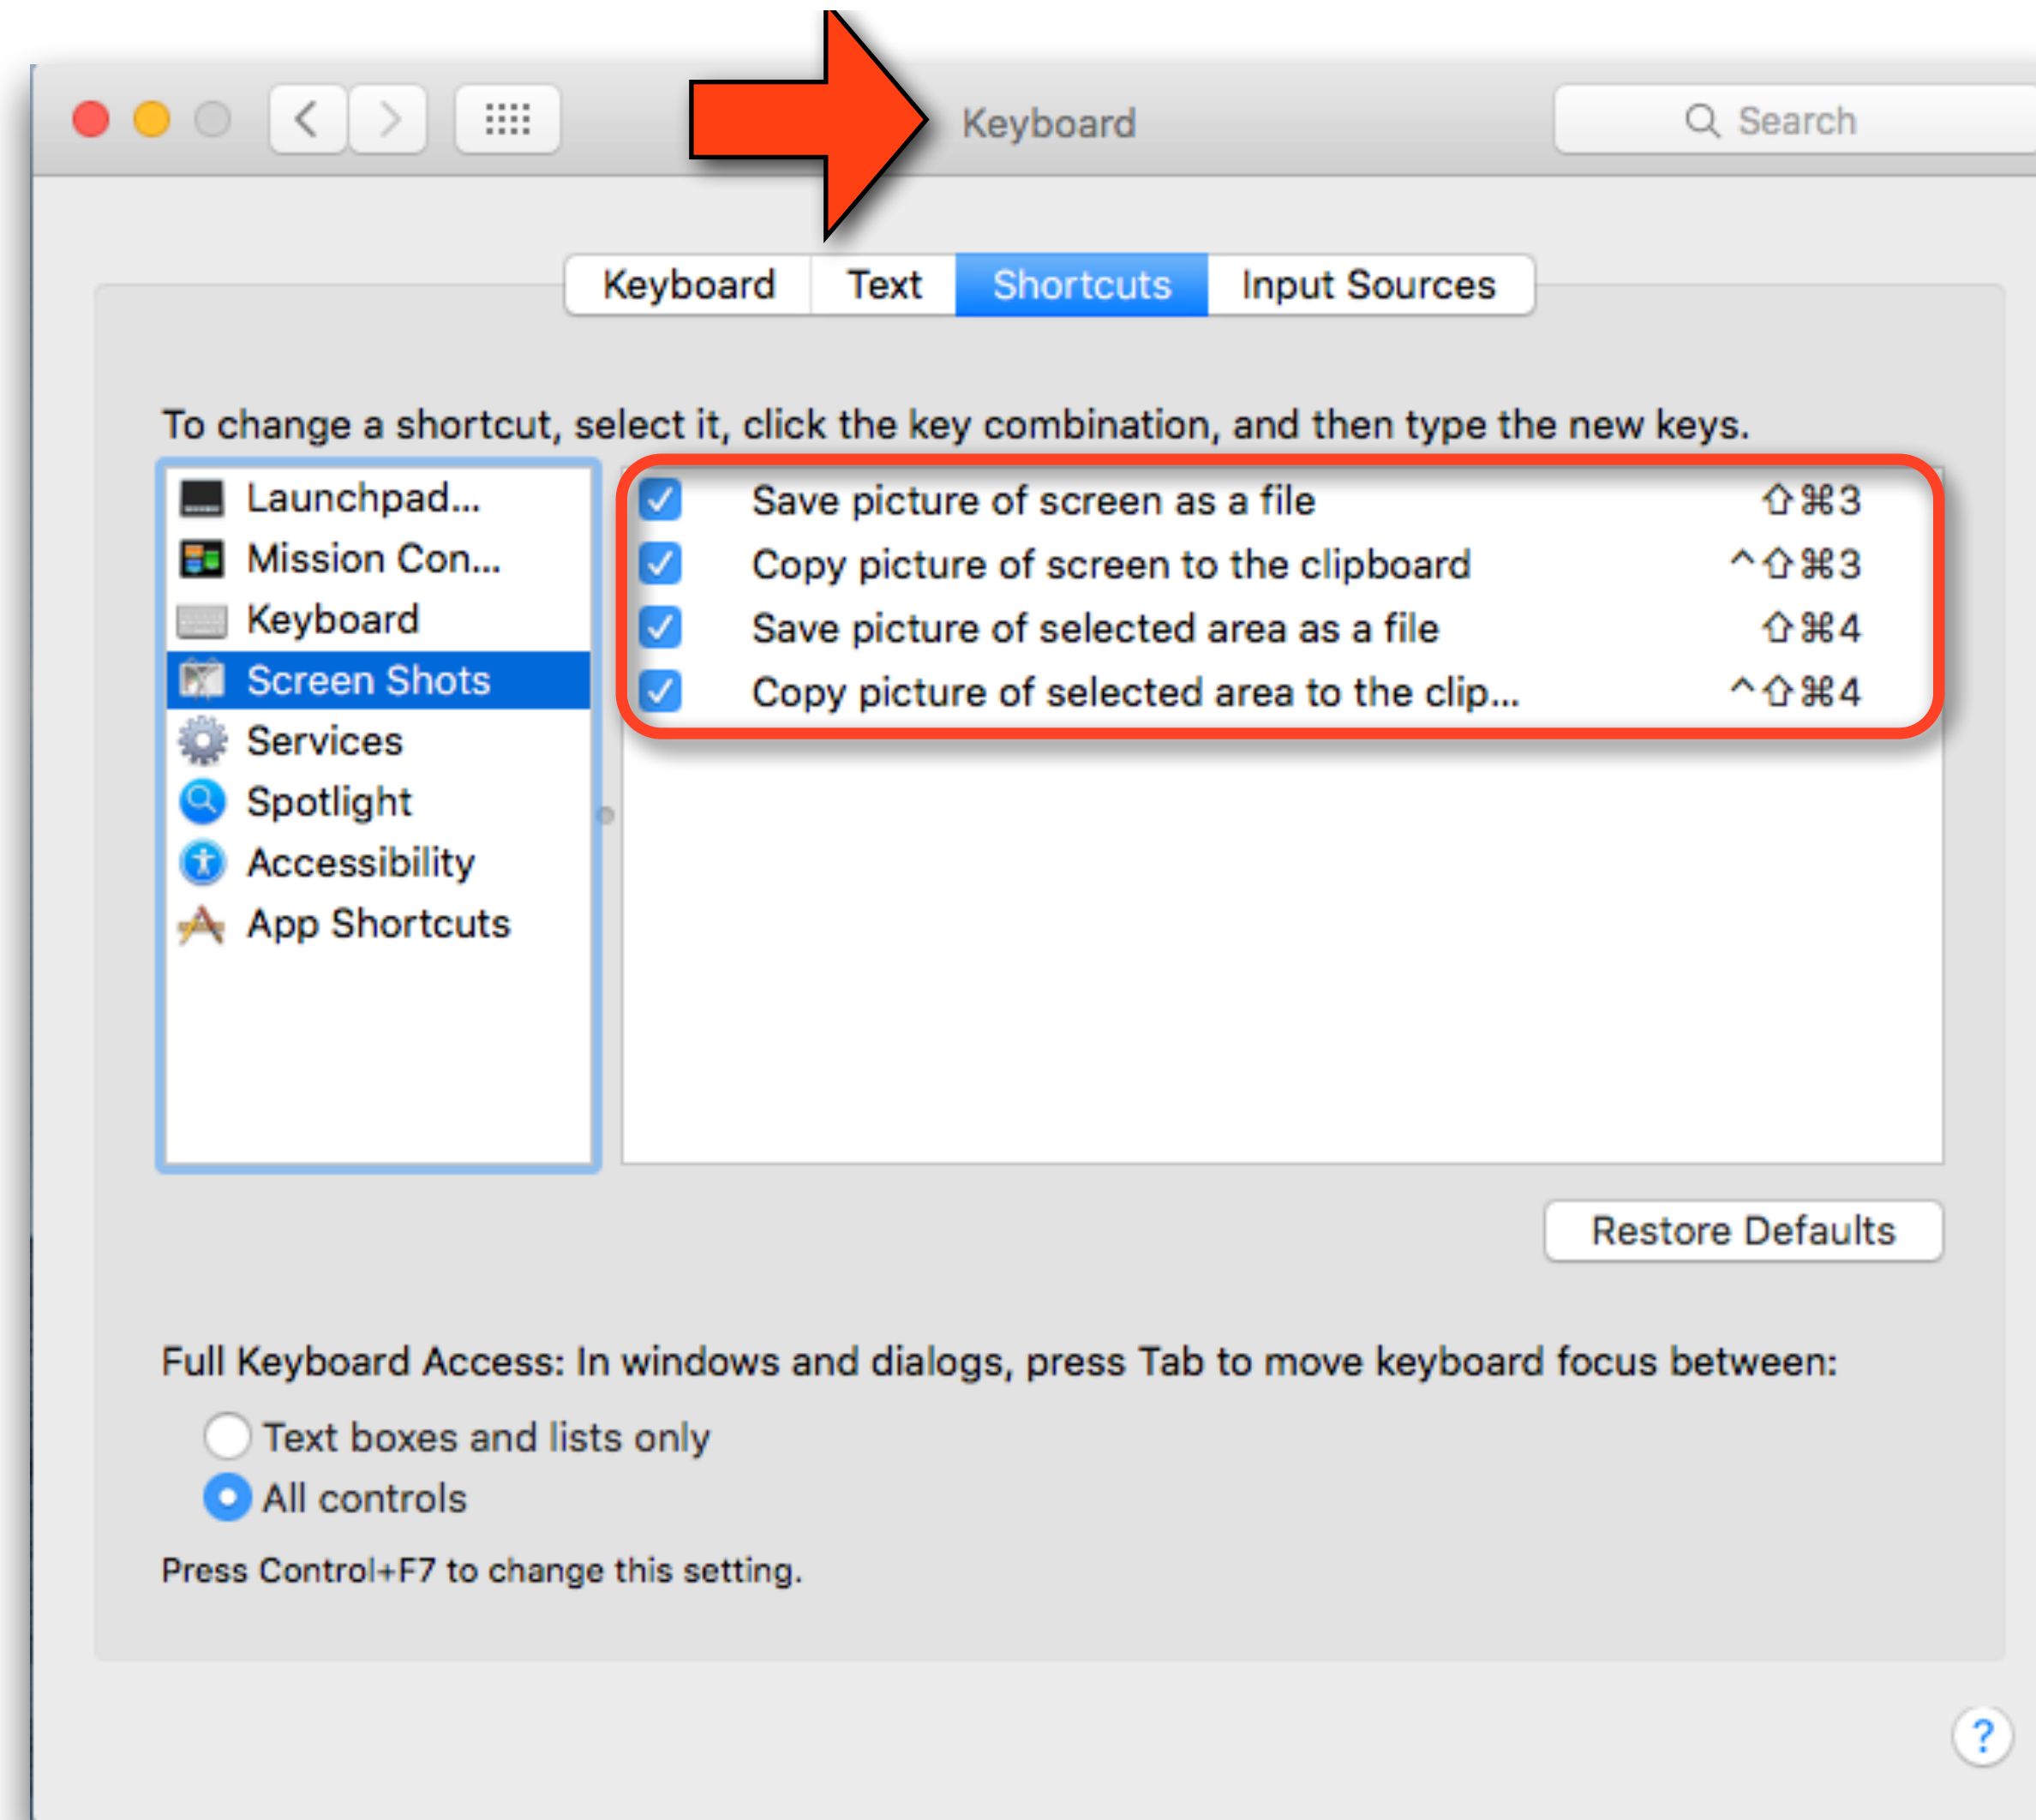 Keyboard
Search
Keyboard Text Shortcuts Input Sources
To change a shortcut, select it, click the key combination, and then type the new keys.
Launchpad...
Mission Con...
Keyboard
Screen Shots
Services
Spotlight
Accessibility
App Shortcuts
Save picture of screen as a file ⇧⌘3
Copy picture of screen to the clipboard ^⇧⌘3
Save picture of selected area as a file ⇧⌘4
Copy picture of selected area to the clip... ^⇧⌘4
Restore Defaults
Full Keyboard Access: In windows and dialogs, press Tab to move keyboard focus between:
Text boxes and lists only
All controls
Press Control+F7 to change this setting.
?